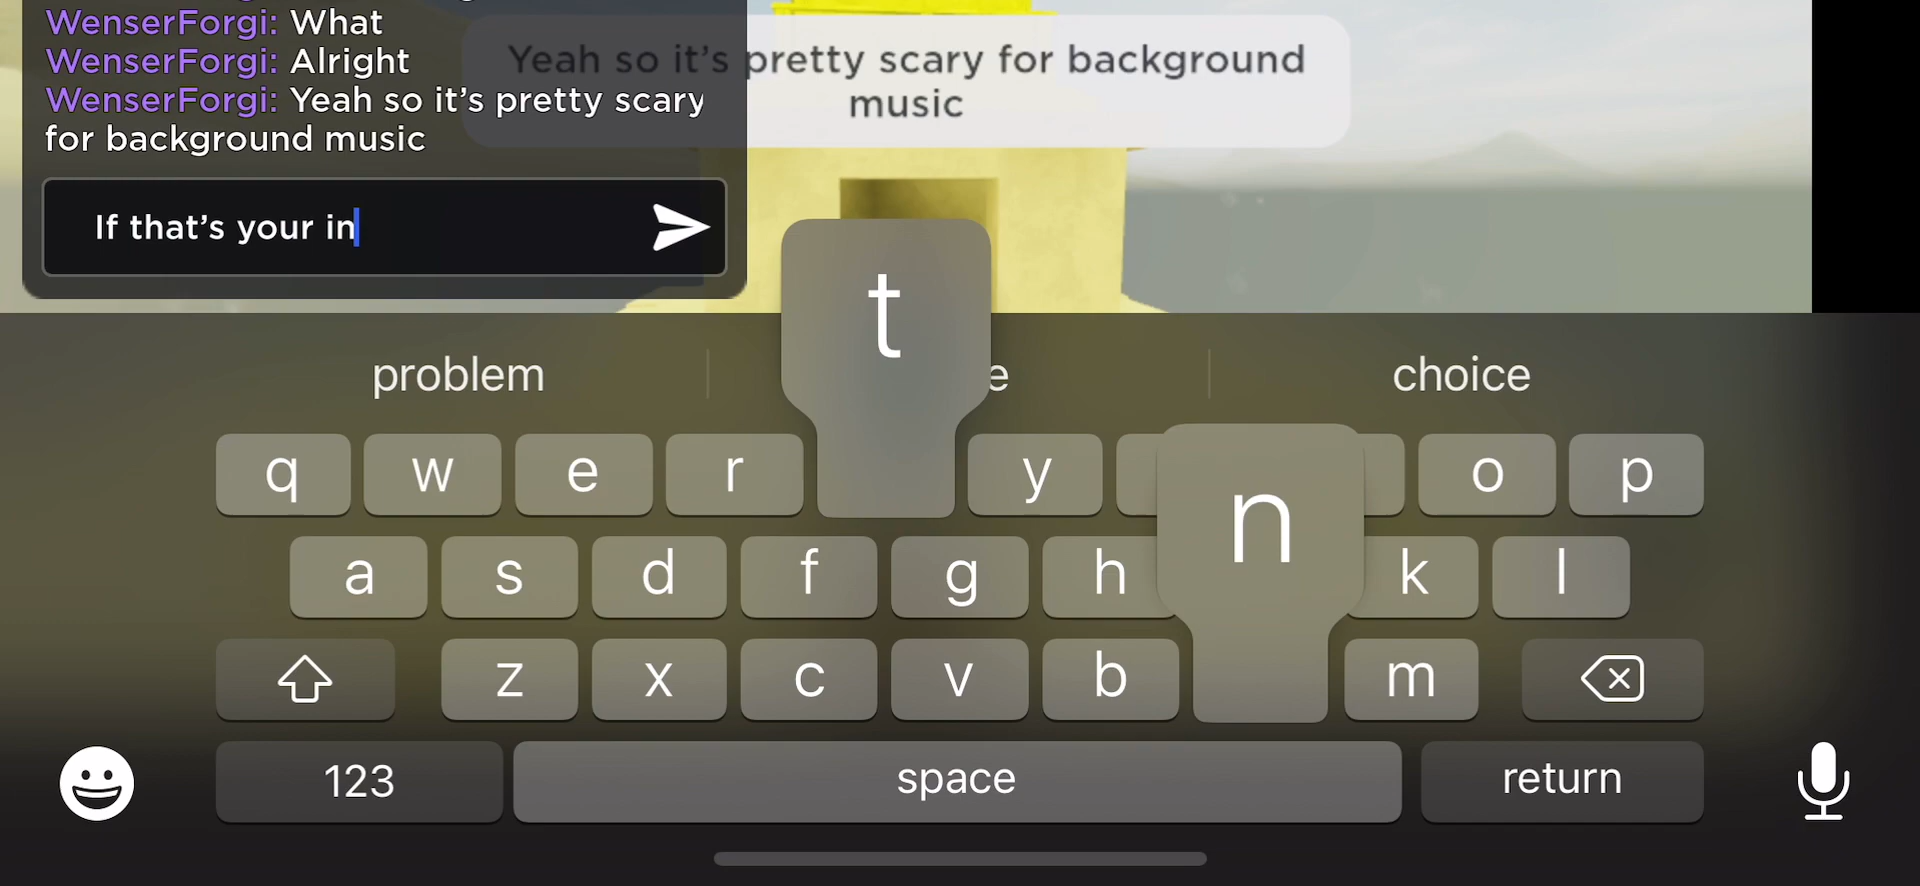 WenserForgi: What
WenserForgi: Alright
WenserForgi: Yeah so it’s pretty scary
for background music
Yeah so it’s pretty scary for background
music
If that’s your in
problem
e
choice
t
q w e r y o p
n
a s d f g h k l
z x c v b m
123 space return